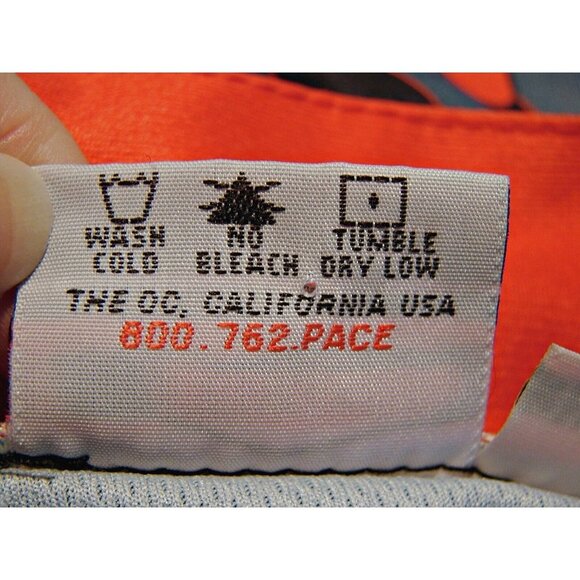 WASH NO TUMBLE
COLD BLEACH DRY LOW
THE OC, CALIFORNIA USA
800.762.PACE